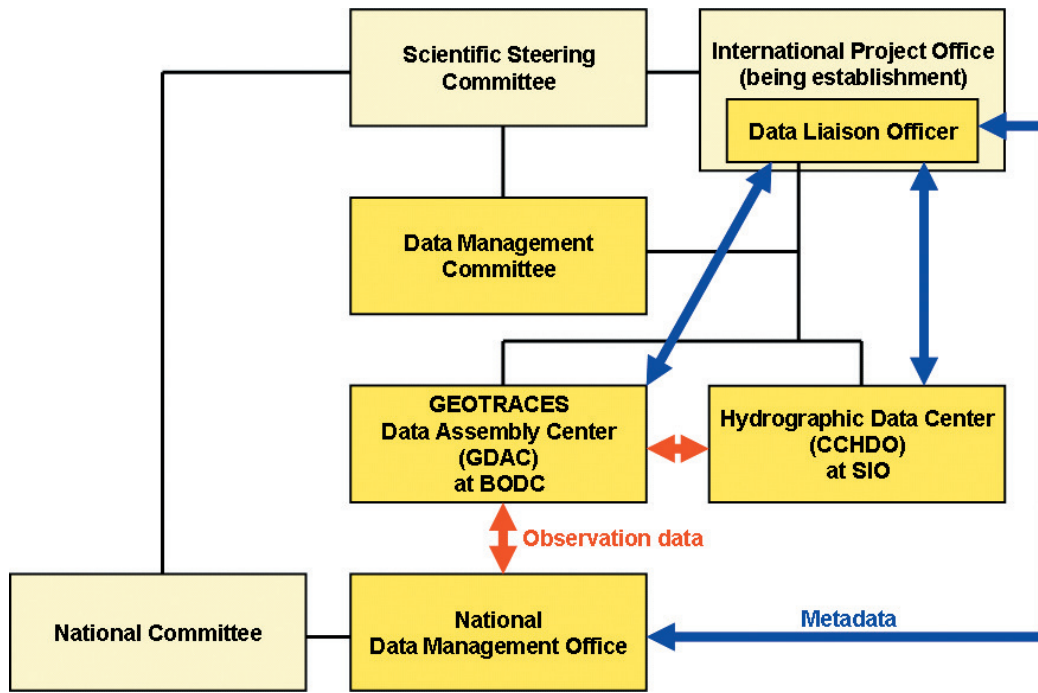 Scientific Steering
Committee
International Project Office
(being establishment)
Data Liaison Officer
Data Management
Committee
GEOTRACES
Data Assembly Center
(GDAC)
at BODC
Hydrographic Data Center
(CCHDO)
at SIO
Observation data
National Committee
National
Data Management Office
Metadata